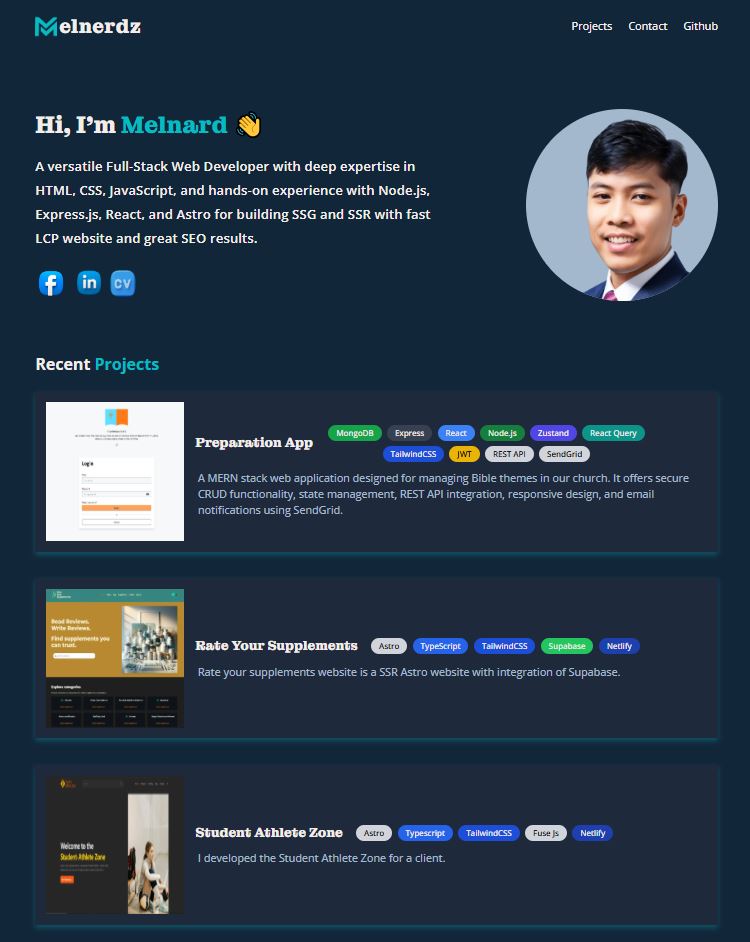 Melnerdz
Projects Contact Github
Hi, I'm Melnard 👋
A versatile Full-Stack Web Developer with deep expertise in
HTML, CSS, JavaScript, and hands-on experience with Node.js,
Express.js, React, and Astro for building SSG and SSR with fast
LCP website and great SEO results.
f in CV
Recent Projects
Login
Preparation App
MongoDB Express React Node.js Zustand React Query
TailwindCSS JWT REST API SendGrid
A MERN stack web application designed for managing Bible themes in our church. It offers secure
CRUD functionality, state management, REST API integration, responsive design, and email
notifications using SendGrid.
Read Reviews.
Write Reviews.
Find supplements you
can trust.
Explore categories
Rate Your Supplements
Astro TypeScript TailwindCSS Supabase Netlify
Rate your supplements website is a SSR Astro website with integration of Supabase.
Welcome to the
Student Athlete Zone
Student Athlete Zone
Astro Typescript TailwindCSS Fuse Js Netlify
I developed the Student Athlete Zone for a client.